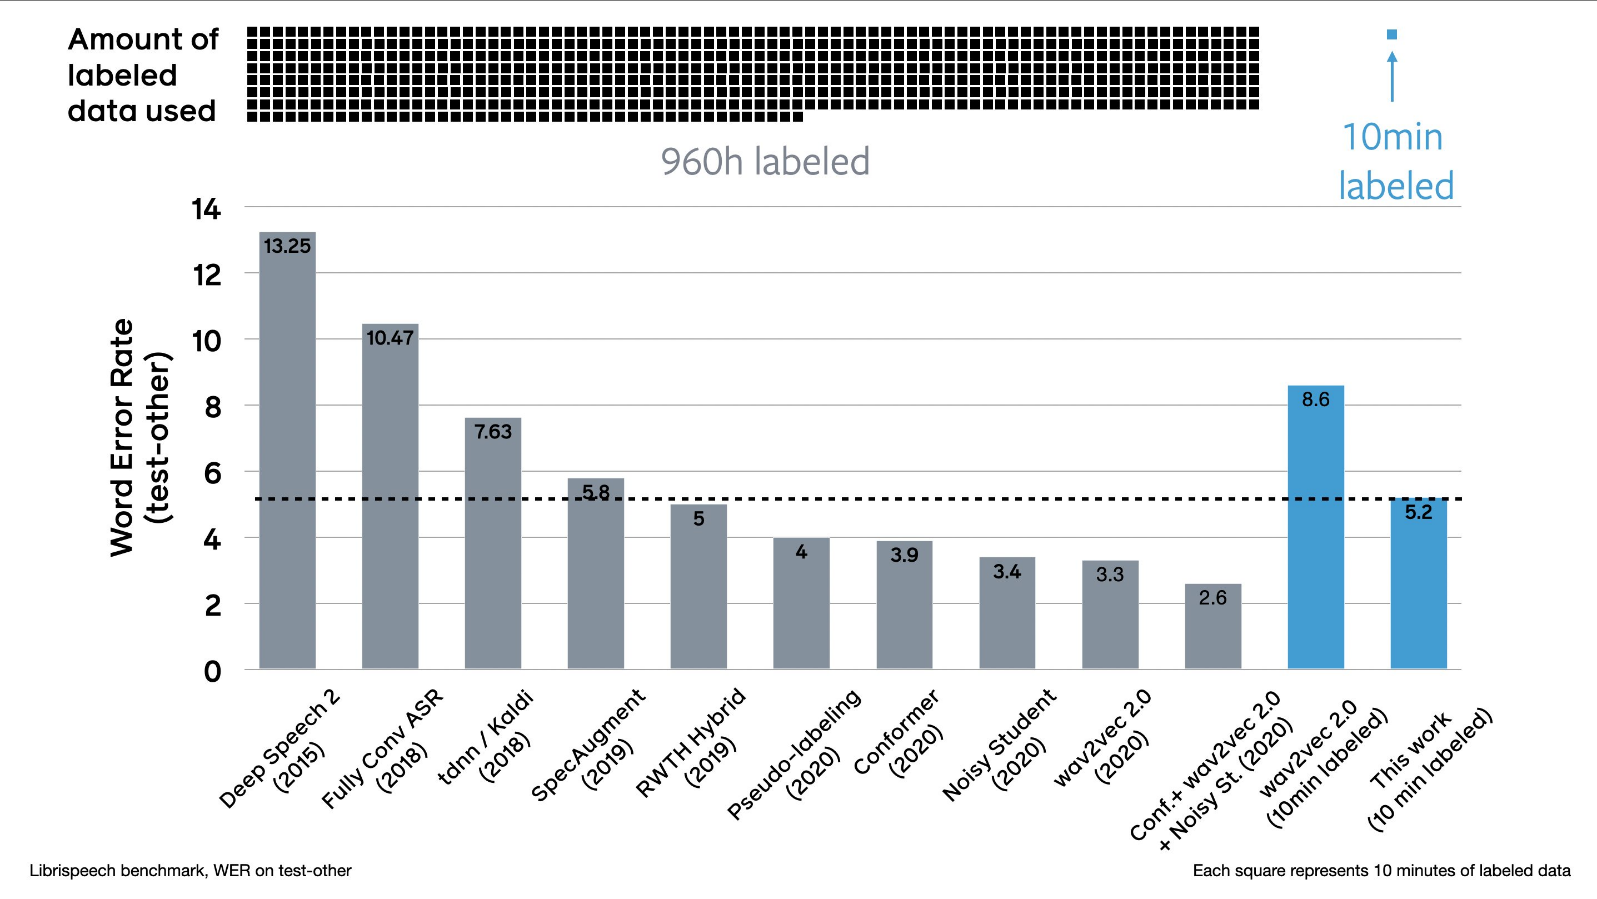 Amount of
labeled
data used
960h labeled
10min
labeled
Word Error Rate
(test-other)
14
12
10
8
6
4
2
0
13.25
10.47
7.63
5.8
5
4
3.9
3.4
3.3
2.6
8.6
5.2
Deep Speech 2
(2015)
Fully Conv ASR
(2018)
tdnn / Kaldi
(2018)
SpecAugment
(2019)
RWTH Hybrid
(2019)
Pseudo-labeling
(2020)
Conformer
(2020)
Noisy Student
(2020)
wav2vec 2.0
(2020)
Conf.+ wav2vec 2.0
+ Noisy St. (2020)
wav2vec 2.0
(10min labeled)
This work
(10 min labeled)
Librispeech benchmark, WER on test-other
Each square represents 10 minutes of labeled data